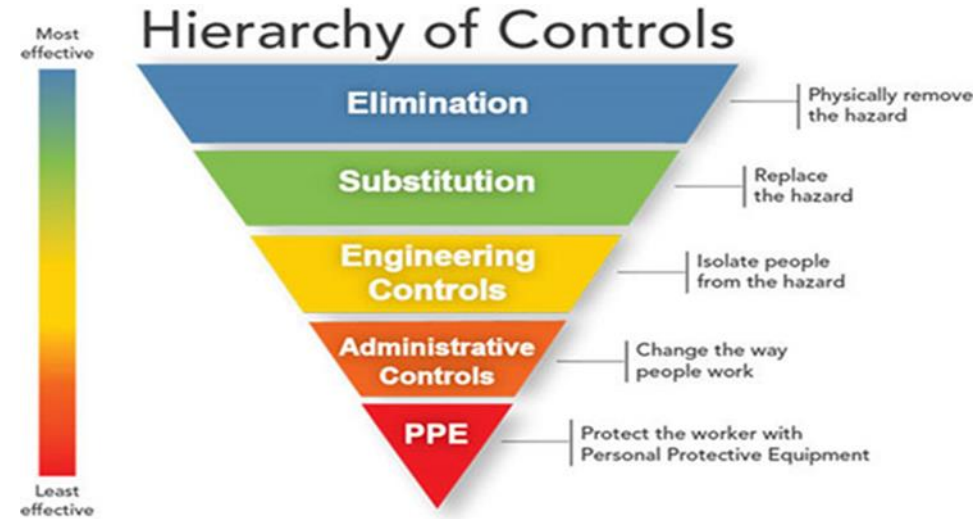 Hierarchy of Controls
Most
effective
Elimination
Physically remove
the hazard
Substitution
Replace
the hazard
Engineering
Controls
Isolate people
from the hazard
Administrative
Controls
Change the way
people work
PPE
Protect the worker with
Personal Protective Equipment
Least
effective